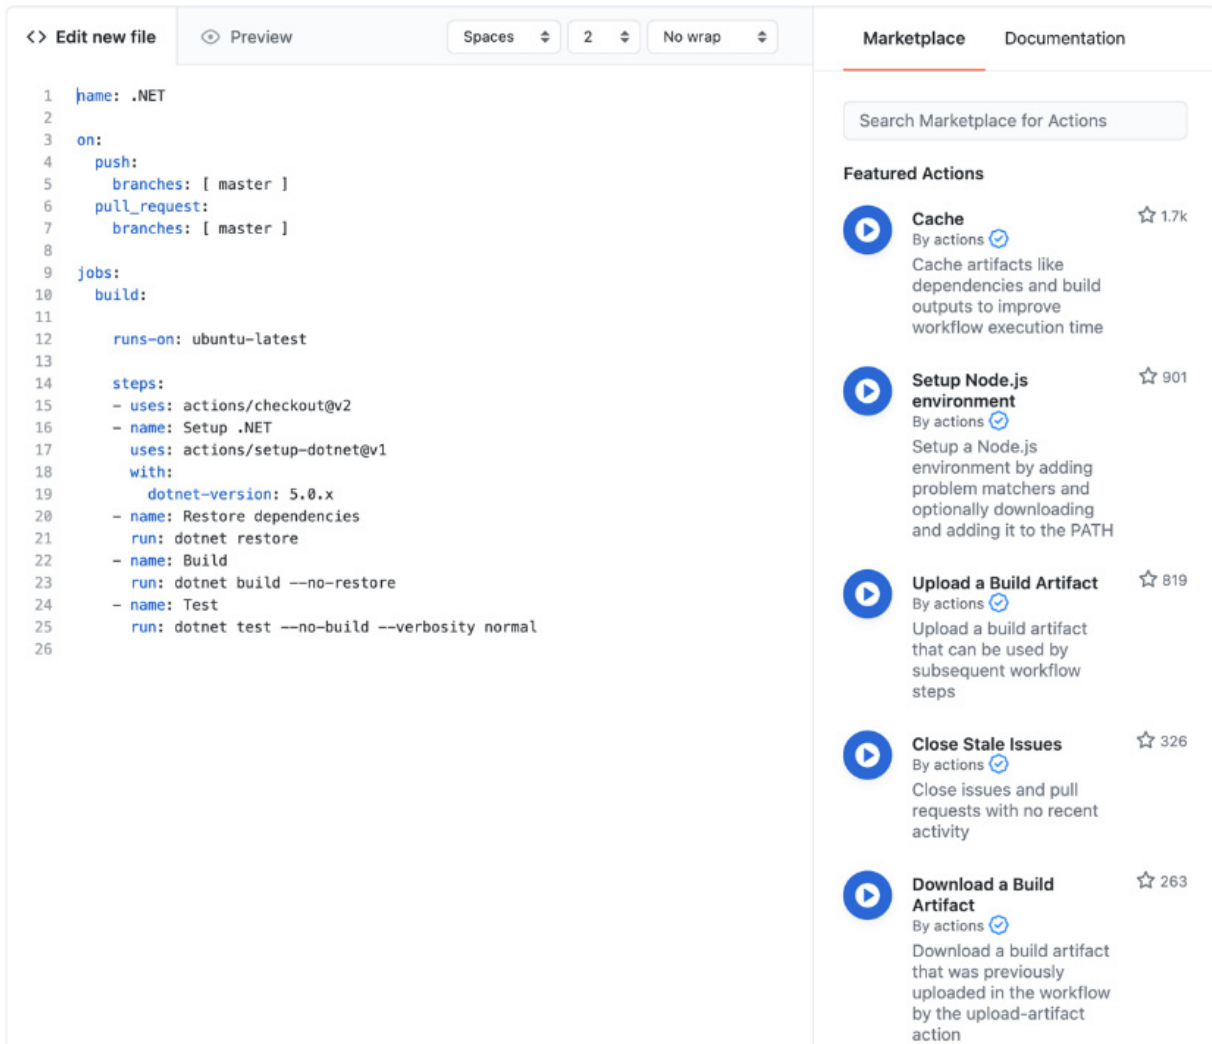 <> Edit new file
Preview
Spaces
2
No wrap
1 name: .NET
2
3 on:
4   push:
5     branches: [ master ]
6   pull_request:
7     branches: [ master ]
8
9 jobs:
10   build:
11
12     runs-on: ubuntu-latest
13
14     steps:
15     - uses: actions/checkout@v2
16     - name: Setup .NET
17       uses: actions/setup-dotnet@v1
18       with:
19         dotnet-version: 5.0.x
20     - name: Restore dependencies
21       run: dotnet restore
22     - name: Build
23       run: dotnet build --no-restore
24     - name: Test
25       run: dotnet test --no-build --verbosity normal
26
Marketplace
Documentation
Search Marketplace for Actions
Featured Actions
Cache
1.7k
By actions
Cache artifacts like
dependencies and build
outputs to improve
workflow execution time
Setup Node.js
901
environment
By actions
Setup a Node.js
environment by adding
problem matchers and
optionally downloading
and adding it to the PATH
Upload a Build Artifact
819
By actions
Upload a build artifact
that can be used by
subsequent workflow
steps
Close Stale Issues
326
By actions
Close issues and pull
requests with no recent
activity
Download a Build
263
Artifact
By actions
Download a build artifact
that was previously
uploaded in the workflow
by the upload-artifact
action